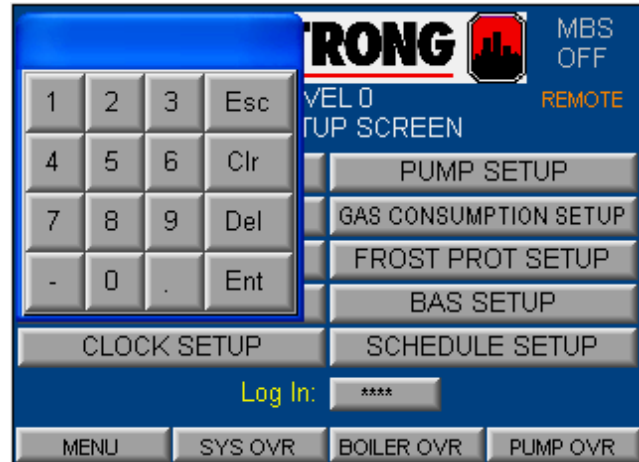 RONG
MBS
OFF
VEL 0
REMOTE
TUP SCREEN
1 2 3 Esc
4 5 6 Clr
7 8 9 Del
- 0 . Ent
PUMP SETUP
GAS CONSUMPTION SETUP
FROST PROT SETUP
BAS SETUP
CLOCK SETUP
SCHEDULE SETUP
Log In: ****
MENU
SYS OVR
BOILER OVR
PUMP OVR